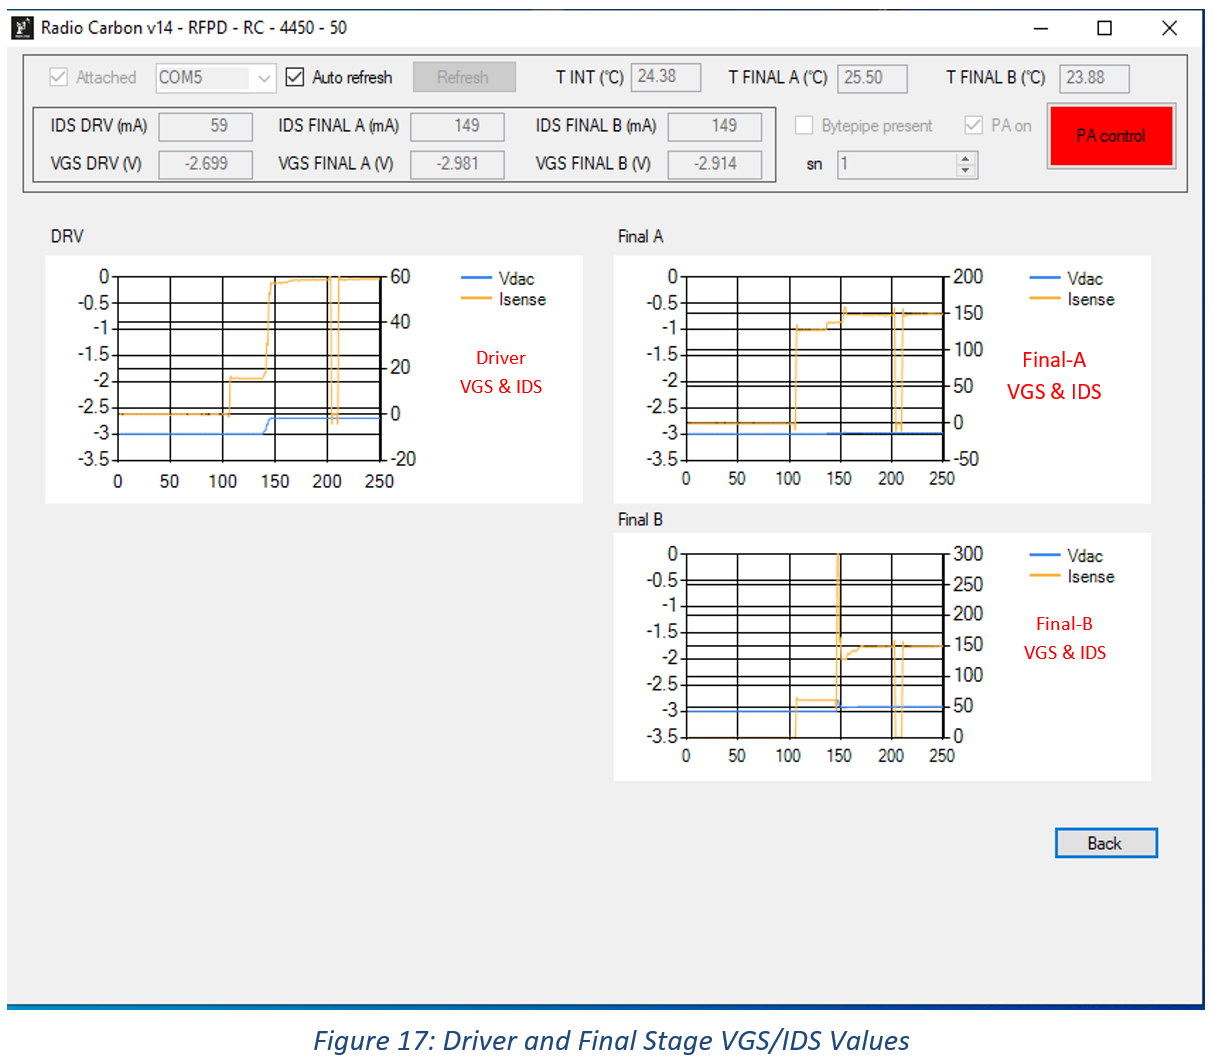 Radio Carbon v14 - RFPD - RC - 4450 - 50
Attached COM5 Auto refresh Refresh T INT (°C) 24.38 T FINAL A (°C) 25.50 T FINAL B (°C) 23.88
IDS DRV (mA) 59 IDS FINAL A (mA) 149 IDS FINAL B (mA) 149 Bytepipe present PA on PA control
VGS DRV (V) -2.699 VGS FINAL A (V) -2.981 VGS FINAL B (V) -2.914 sn 1
DRV
0 60
-0.5
-1 40
-1.5
-2 20
-2.5 0
-3
-3.5 -20
0 50 100 150 200 250
Vdac
Isense
Driver
VGS & IDS
Final A
0 200
-0.5
-1 150
-1.5 100
-2 50
-2.5
-3 0
-3.5 -50
0 50 100 150 200 250
Vdac
Isense
Final-A
VGS & IDS
Final B
0 300
-0.5 250
-1 200
-1.5 150
-2
-2.5 100
-3 50
-3.5 0
0 50 100 150 200 250
Vdac
Isense
Final-B
VGS & IDS
Back
Figure 17: Driver and Final Stage VGS/IDS Values